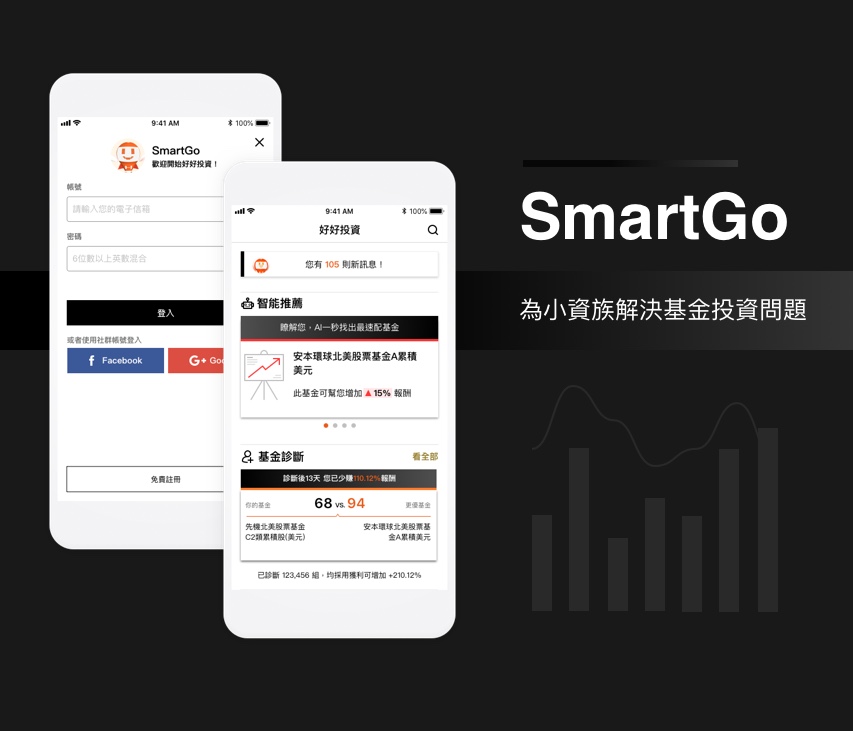 9:41 AM
100%
SmartGo
歡迎開始好好投資！
帳號
請輸入您的電子信箱
密碼
6位數以上英數混合
登入
或者使用社群帳號登入
f Facebook
G+ Goo
免費註冊
9:41 AM
100%
好好投資
您有 105 則新訊息！
智能推薦
瞭解您，AI一秒找出最速配基金
安本環球北美股票基金A累積
美元
此基金可幫您增加 ▲15% 報酬
基金診斷
看全部
診斷後13天 您已少賺110.12%報酬
你的基金
68 vs. 94
更優基金
先機北美股票基金
C2類累積股(美元)
安本環球北美股票基
金A累積美元
已診斷 123,456 組，均採用獲利可增加 +210.12%
SmartGo
為小資族解決基金投資問題